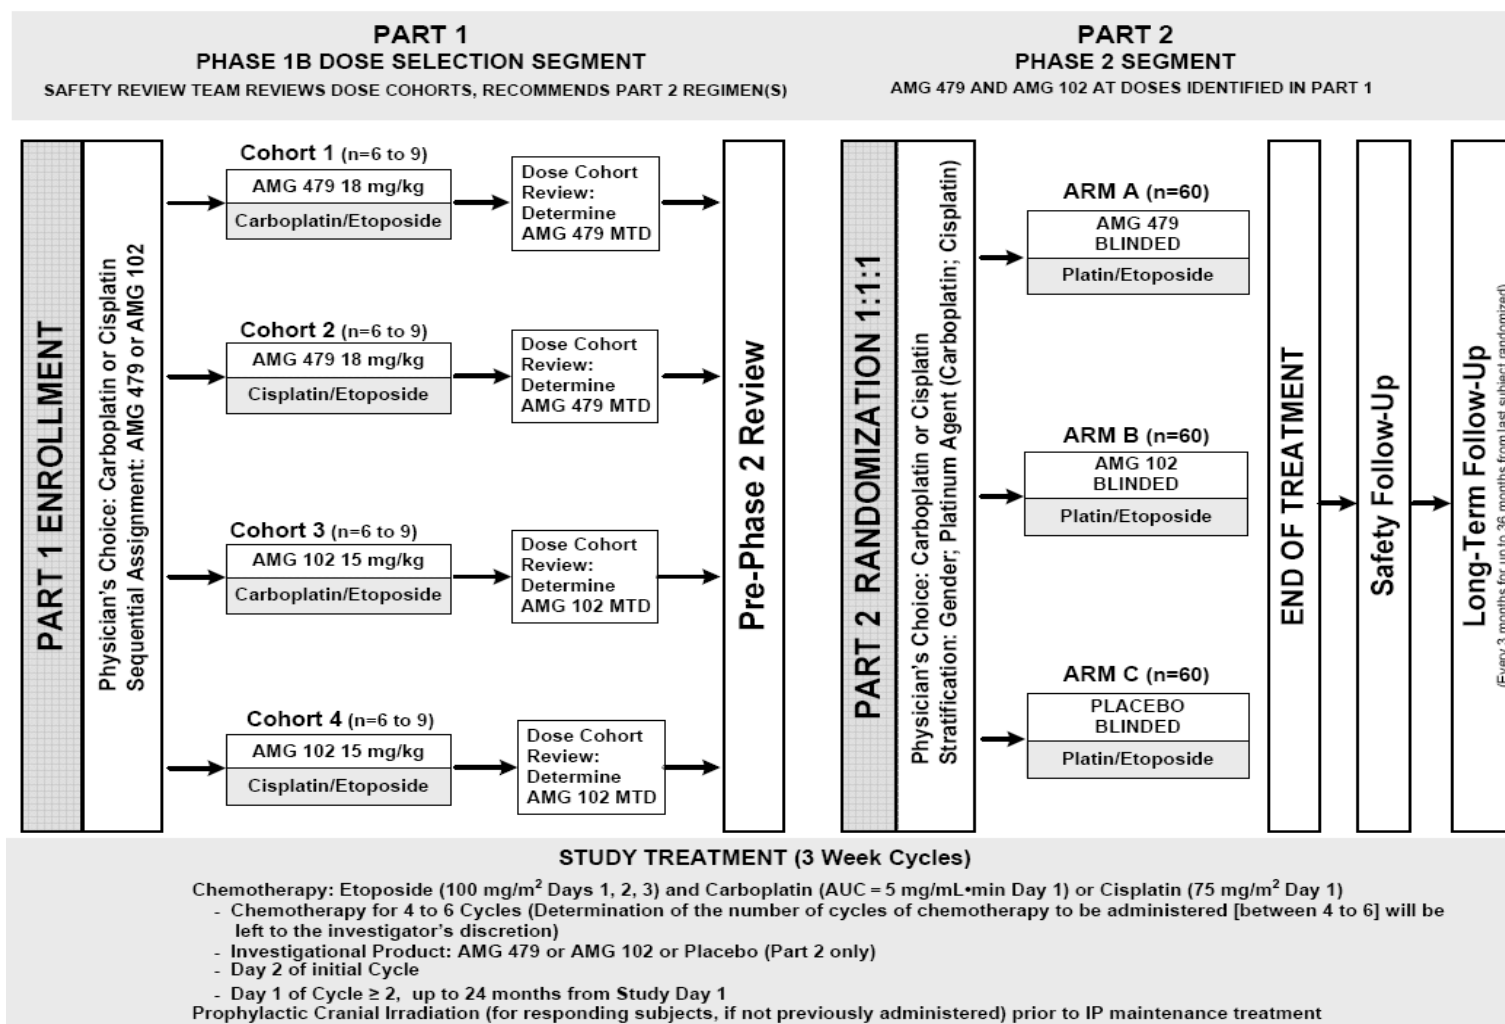 PART 1
PHASE 1B DOSE SELECTION SEGMENT
SAFETY REVIEW TEAM REVIEWS DOSE COHORTS, RECOMMENDS PART 2 REGIMEN(S)
PART 2
PHASE 2 SEGMENT
AMG 479 AND AMG 102 AT DOSES IDENTIFIED IN PART 1
PART 1 ENROLLMENT
Physician's Choice: Carboplatin or Cisplatin
Sequential Assignment: AMG 479 or AMG 102
Cohort 1 (n=6 to 9)
AMG 479 18 mg/kg
Carboplatin/Etoposide
Dose Cohort
Review:
Determine
AMG 479 MTD
Cohort 2 (n=6 to 9)
AMG 479 18 mg/kg
Cisplatin/Etoposide
Dose Cohort
Review:
Determine
AMG 479 MTD
Cohort 3 (n=6 to 9)
AMG 102 15 mg/kg
Carboplatin/Etoposide
Dose Cohort
Review:
Determine
AMG 102 MTD
Cohort 4 (n=6 to 9)
AMG 102 15 mg/kg
Cisplatin/Etoposide
Dose Cohort
Review:
Determine
AMG 102 MTD
Pre-Phase 2 Review
PART 2 RANDOMIZATION 1:1:1
Physician's Choice: Carboplatin or Cisplatin
Stratification: Gender; Platinum Agent (Carboplatin; Cisplatin)
ARM A (n=60)
AMG 479
BLINDED
Platin/Etoposide
ARM B (n=60)
AMG 102
BLINDED
Platin/Etoposide
ARM C (n=60)
PLACEBO
BLINDED
Platin/Etoposide
END OF TREATMENT
Safety Follow-Up
Long-Term Follow-Up
(Every 3 months for up to 36 months from last subject randomized)
STUDY TREATMENT (3 Week Cycles)
Chemotherapy: Etoposide (100 mg/m² Days 1, 2, 3) and Carboplatin (AUC = 5 mg/mL•min Day 1) or Cisplatin (75 mg/m² Day 1)
- Chemotherapy for 4 to 6 Cycles (Determination of the number of cycles of chemotherapy to be administered [between 4 to 6] will be
left to the investigator's discretion)
- Investigational Product: AMG 479 or AMG 102 or Placebo (Part 2 only)
- Day 2 of initial Cycle
- Day 1 of Cycle ≥ 2, up to 24 months from Study Day 1
Prophylactic Cranial Irradiation (for responding subjects, if not previously administered) prior to IP maintenance treatment